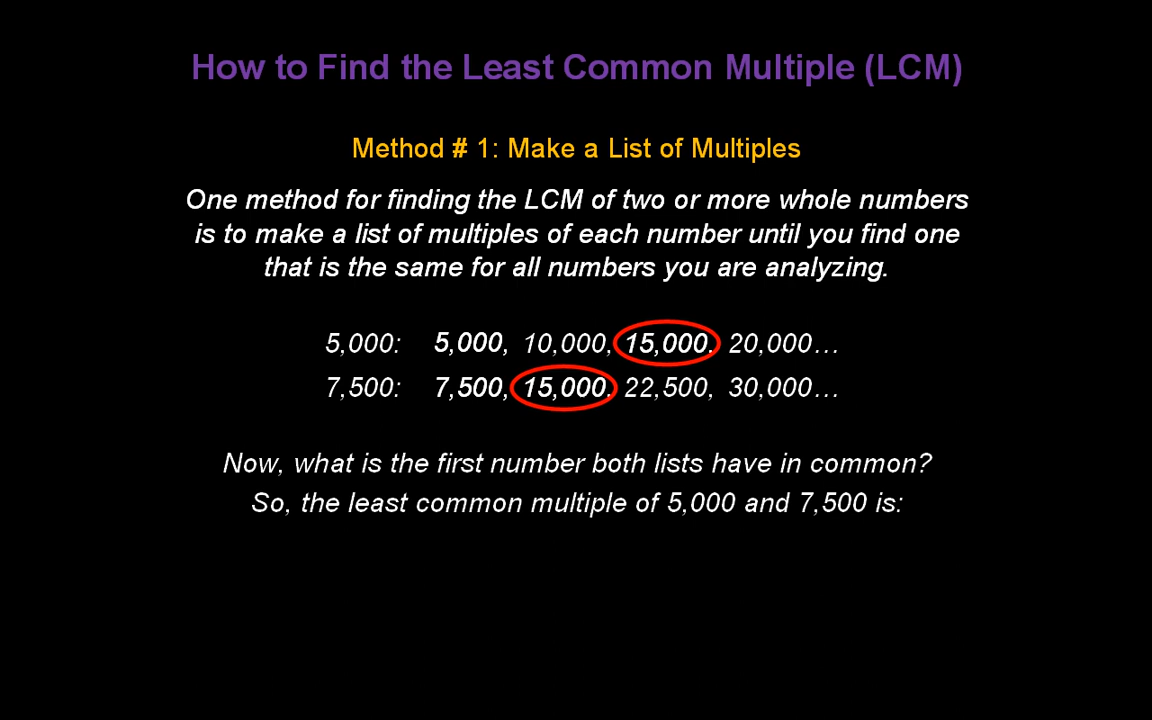 How to Find the Least Common Multiple (LCM)
Method # 1: Make a List of Multiples
One method for finding the LCM of two or more whole numbers
is to make a list of multiples of each number until you find one
that is the same for all numbers you are analyzing.
5,000: 5,000, 10,000, 15,000, 20,000…
7,500: 7,500, 15,000, 22,500, 30,000…
Now, what is the first number both lists have in common?
So, the least common multiple of 5,000 and 7,500 is: